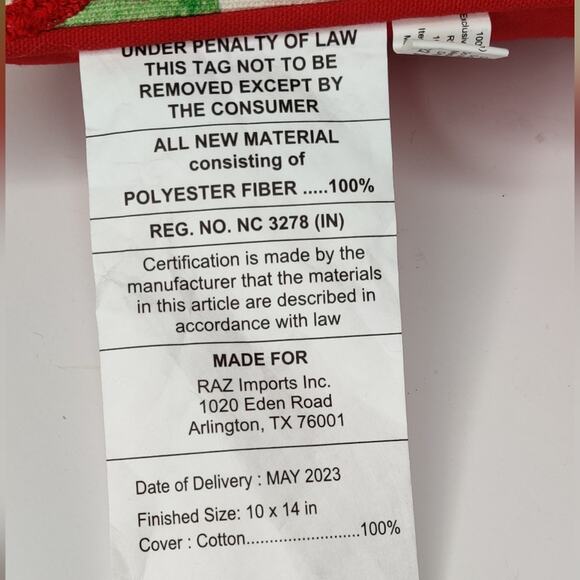 UNDER PENALTY OF LAW
THIS TAG NOT TO BE
REMOVED EXCEPT BY
THE CONSUMER
ALL NEW MATERIAL
consisting of
POLYESTER FIBER .....100%
REG. NO. NC 3278 (IN)
Certification is made by the
manufacturer that the materials
in this article are described in
accordance with law
MADE FOR
RAZ Imports Inc.
1020 Eden Road
Arlington, TX 76001
Date of Delivery : MAY 2023
Finished Size: 10 x 14 in
Cover : Cotton........................100%